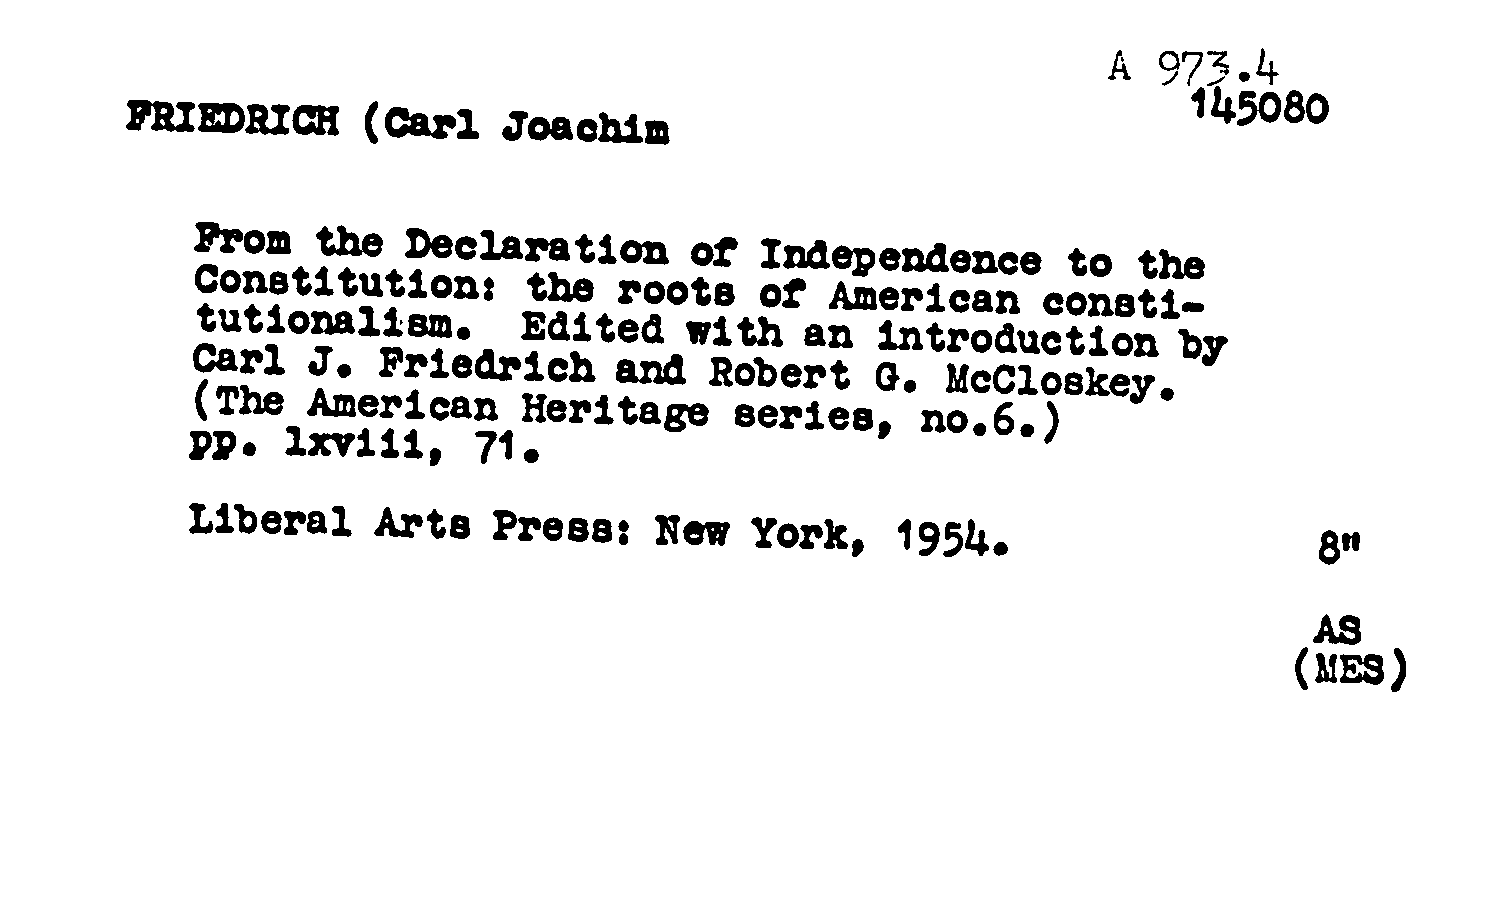 A 973.4
145080
FRIEDRICH (Carl Joachim
From the Declaration of Independence to the
Constitution: the roots of American consti-
tutionalism. Edited with an introduction by
Carl J. Friedrich and Robert G. McCloskey.
(The American Heritage series, no.6.)
pp. lxviii, 71.
Liberal Arts Press: New York, 1954.
8"
AS
(MES)